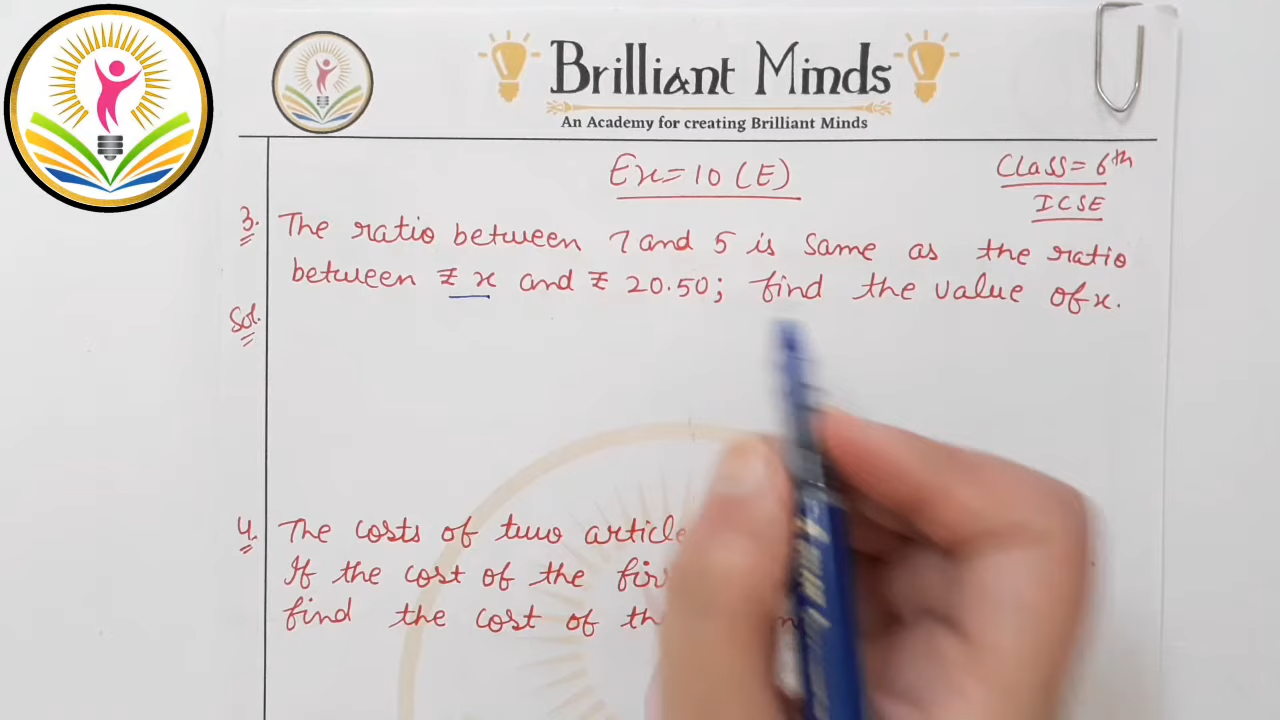 Brilliant Minds
An Academy for creating Brilliant Minds
Ex=10 (E)
Class=6th
ICSE
3. The ratio between 7 and 5 is same as the ratio
between ₹ x and ₹ 20.50; find the value of x.
Sol.
4. The costs of two
If the cost of the
find the cost of